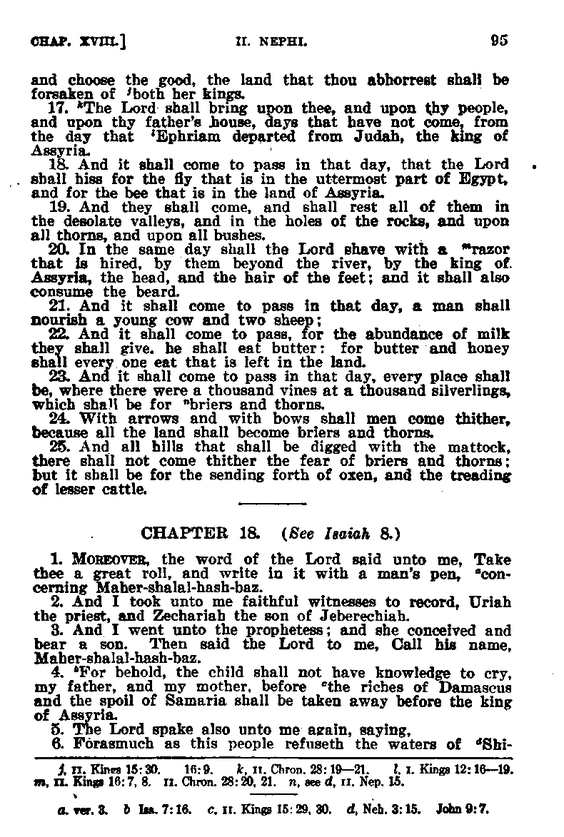 CHAP. XVIII.] II. NEPHI. 95
and choose the good, the land that thou abhorrest shall be
forsaken of jboth her kings.
17. kThe Lord shall bring upon thee, and upon thy people,
and upon thy father's house, days that have not come, from
the day that lEphriam departed from Judah, the king of
Assyria.
18. And it shall come to pass in that day, that the Lord
shall hiss for the fly that is in the uttermost part of Egypt,
and for the bee that is in the land of Assyria.
19. And they shall come, and shall rest all of them in
the desolate valleys, and in the holes of the rocks, and upon
all thorns, and upon all bushes.
20. In the same day shall the Lord shave with a mrazor
that is hired, by them beyond the river, by the king of
Assyria, the head, and the hair of the feet; and it shall also
consume the beard.
21. And it shall come to pass in that day, a man shall
nourish a young cow and two sheep;
22. And it shall come to pass, for the abundance of milk
they shall give, he shall eat butter: for butter and honey
shall every one eat that is left in the land.
23. And it shall come to pass in that day, every place shall
be, where there were a thousand vines at a thousand silverlings,
which shall be for nbriers and thorns.
24. With arrows and with bows shall men come thither,
because all the land shall become briers and thorns.
25. And all hills that shall be digged with the mattock,
there shall not come thither the fear of briers and thorns;
but it shall be for the sending forth of oxen, and the treading
of lesser cattle.
CHAPTER 18. (See Isaiah 8.)
1. MOREOVER, the word of the Lord said unto me, Take
thee a great roll, and write in it with a man's pen, acon-
cerning Maher-shalal-hash-baz.
2. And I took unto me faithful witnesses to record, Uriah
the priest, and Zechariah the son of Jeberechiah.
3. And I went unto the prophetess; and she conceived and
bear a son. Then said the Lord to me, Call his name,
Maher-shalal-hash-baz.
4. bFor behold, the child shall not have knowledge to cry,
my father, and my mother, before cthe riches of Damascus
and the spoil of Samaria shall be taken away before the king
of Assyria.
5. The Lord spake also unto me again, saying,
6. Forasmuch as this people refuseth the waters of dShi-
j, II. Kings 15:30. 16:9. k, II. Chron. 28:19—21. l, I. Kings 12:16—19.
m, II. Kings 16:7, 8. II. Chron. 28:20, 21. n, see d, II. Nep. 15.
a. ver. 3. b Isa. 7:16. c, II. Kings 15:29, 30. d, Neh. 3:15. John 9:7.